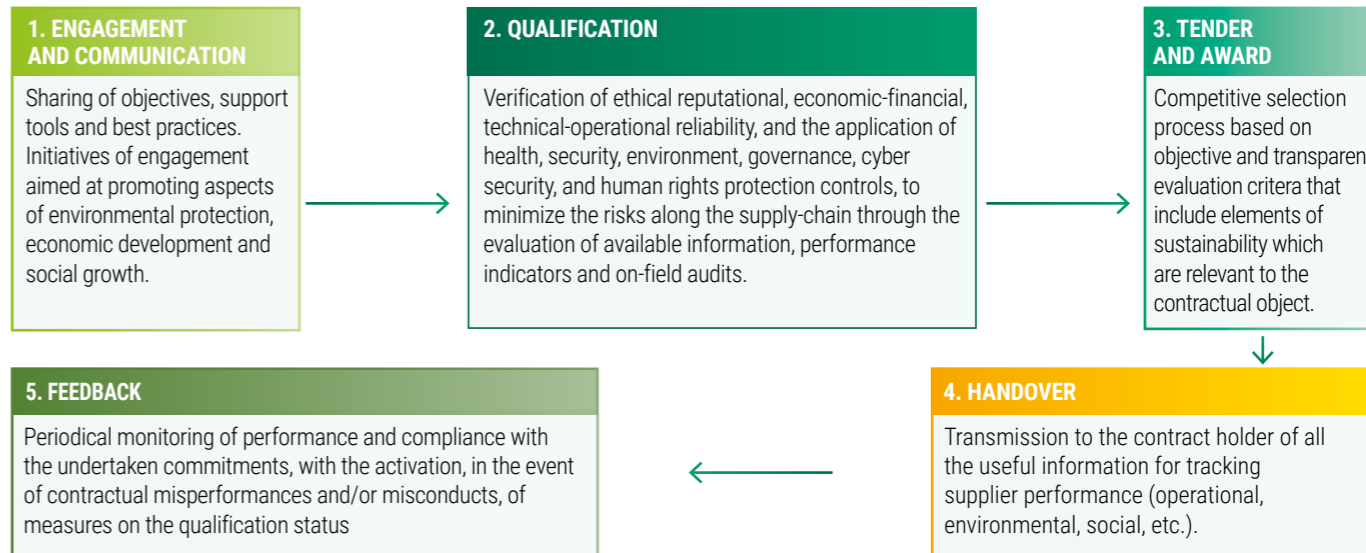 1. ENGAGEMENT
AND COMMUNICATION
Sharing of objectives, support
tools and best practices.
Initiatives of engagement
aimed at promoting aspects
of environmental protection,
economic development and
social growth.
2. QUALIFICATION
Verification of ethical reputational, economic-financial,
technical-operational reliability, and the application of
health, security, environment, governance, cyber
security, and human rights protection controls, to
minimize the risks along the supply-chain through the
evaluation of available information, performance
indicators and on-field audits.
3. TENDER
AND AWARD
Competitive selection
process based on
objective and transparen
evaluation critera that
include elements of
sustainability which
are relevant to the
contractual object.
4. HANDOVER
Transmission to the contract holder of all
the useful information for tracking
supplier performance (operational,
environmental, social, etc.).
5. FEEDBACK
Periodical monitoring of performance and compliance with
the undertaken commitments, with the activation, in the event
of contractual misperformances and/or misconducts, of
measures on the qualification status